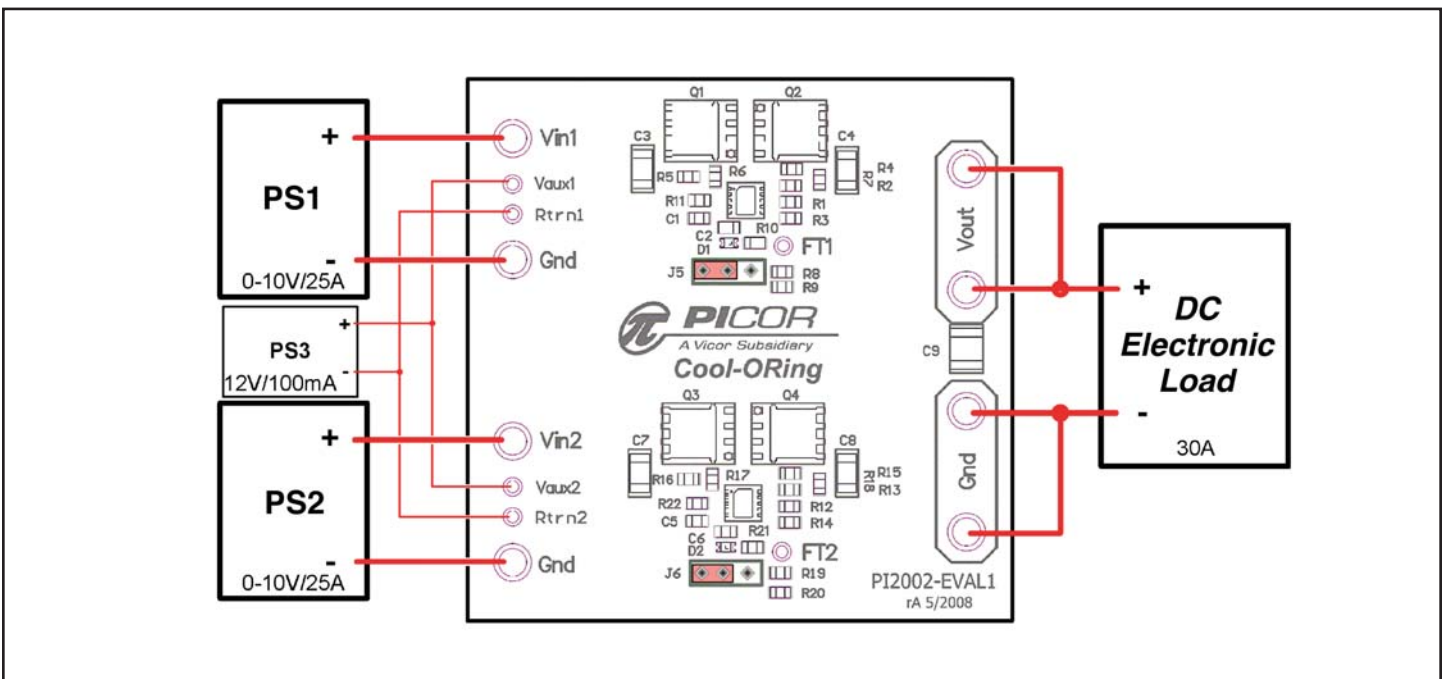 PS1
+
-
0-10V/25A
PS3
+
-
12V/100mA
PS2
+
-
0-10V/25A
Vin1
Vaux1
Rtrn1
Gnd
Vin2
Vaux2
Rtrn2
Gnd
Q1
Q2
C3
C4
R5
R6
R4
R7
R2
R11
R1
C1
R3
C2
R10
D1
FT1
J5
R8
R9
PICOR
A Vicor Subsidiary
Cool-ORing
Q3
Q4
C7
C8
R16
R17
R15
R18
R13
R22
R12
C5
R14
C6
R21
D2
FT2
J6
R19
R20
Vout
C9
Gnd
PI2002-EVAL1
rA 5/2008
+
DC
Electronic
Load
-
30A